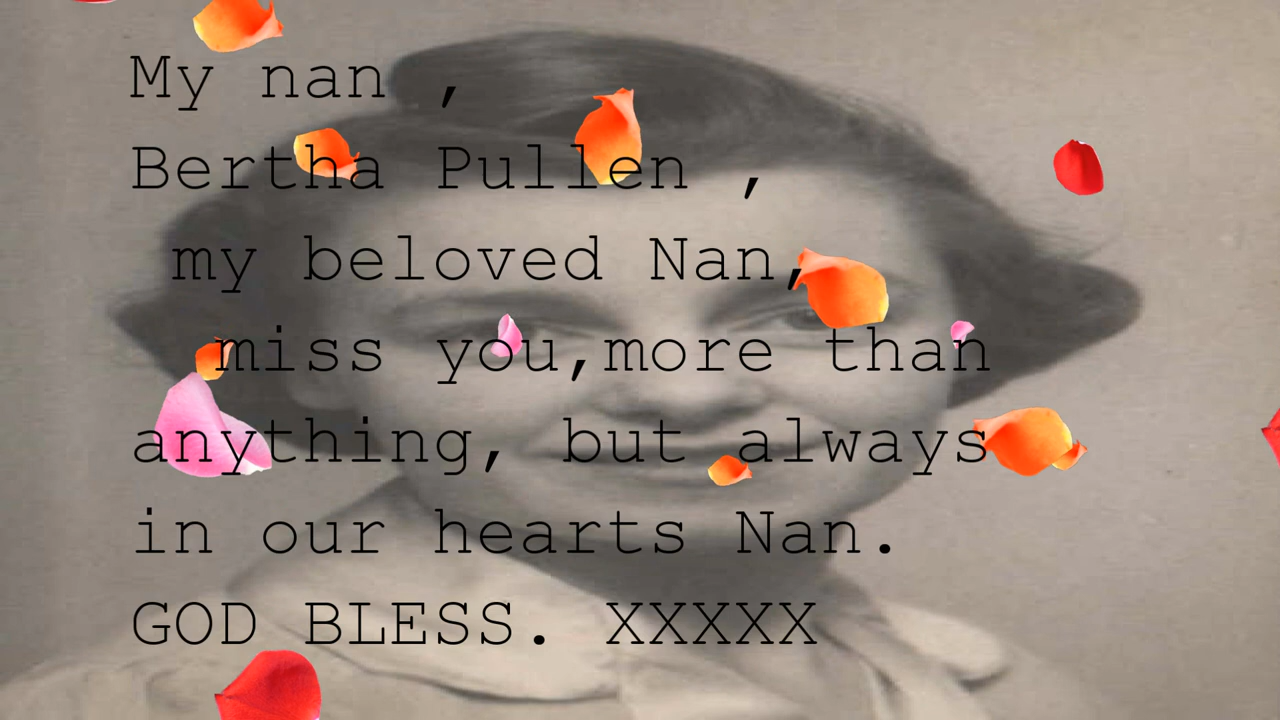 My nan ,
Bertha Pullen ,
my beloved Nan,
miss you,more than
anything, but always
in our hearts Nan.
GOD BLESS. XXXXX